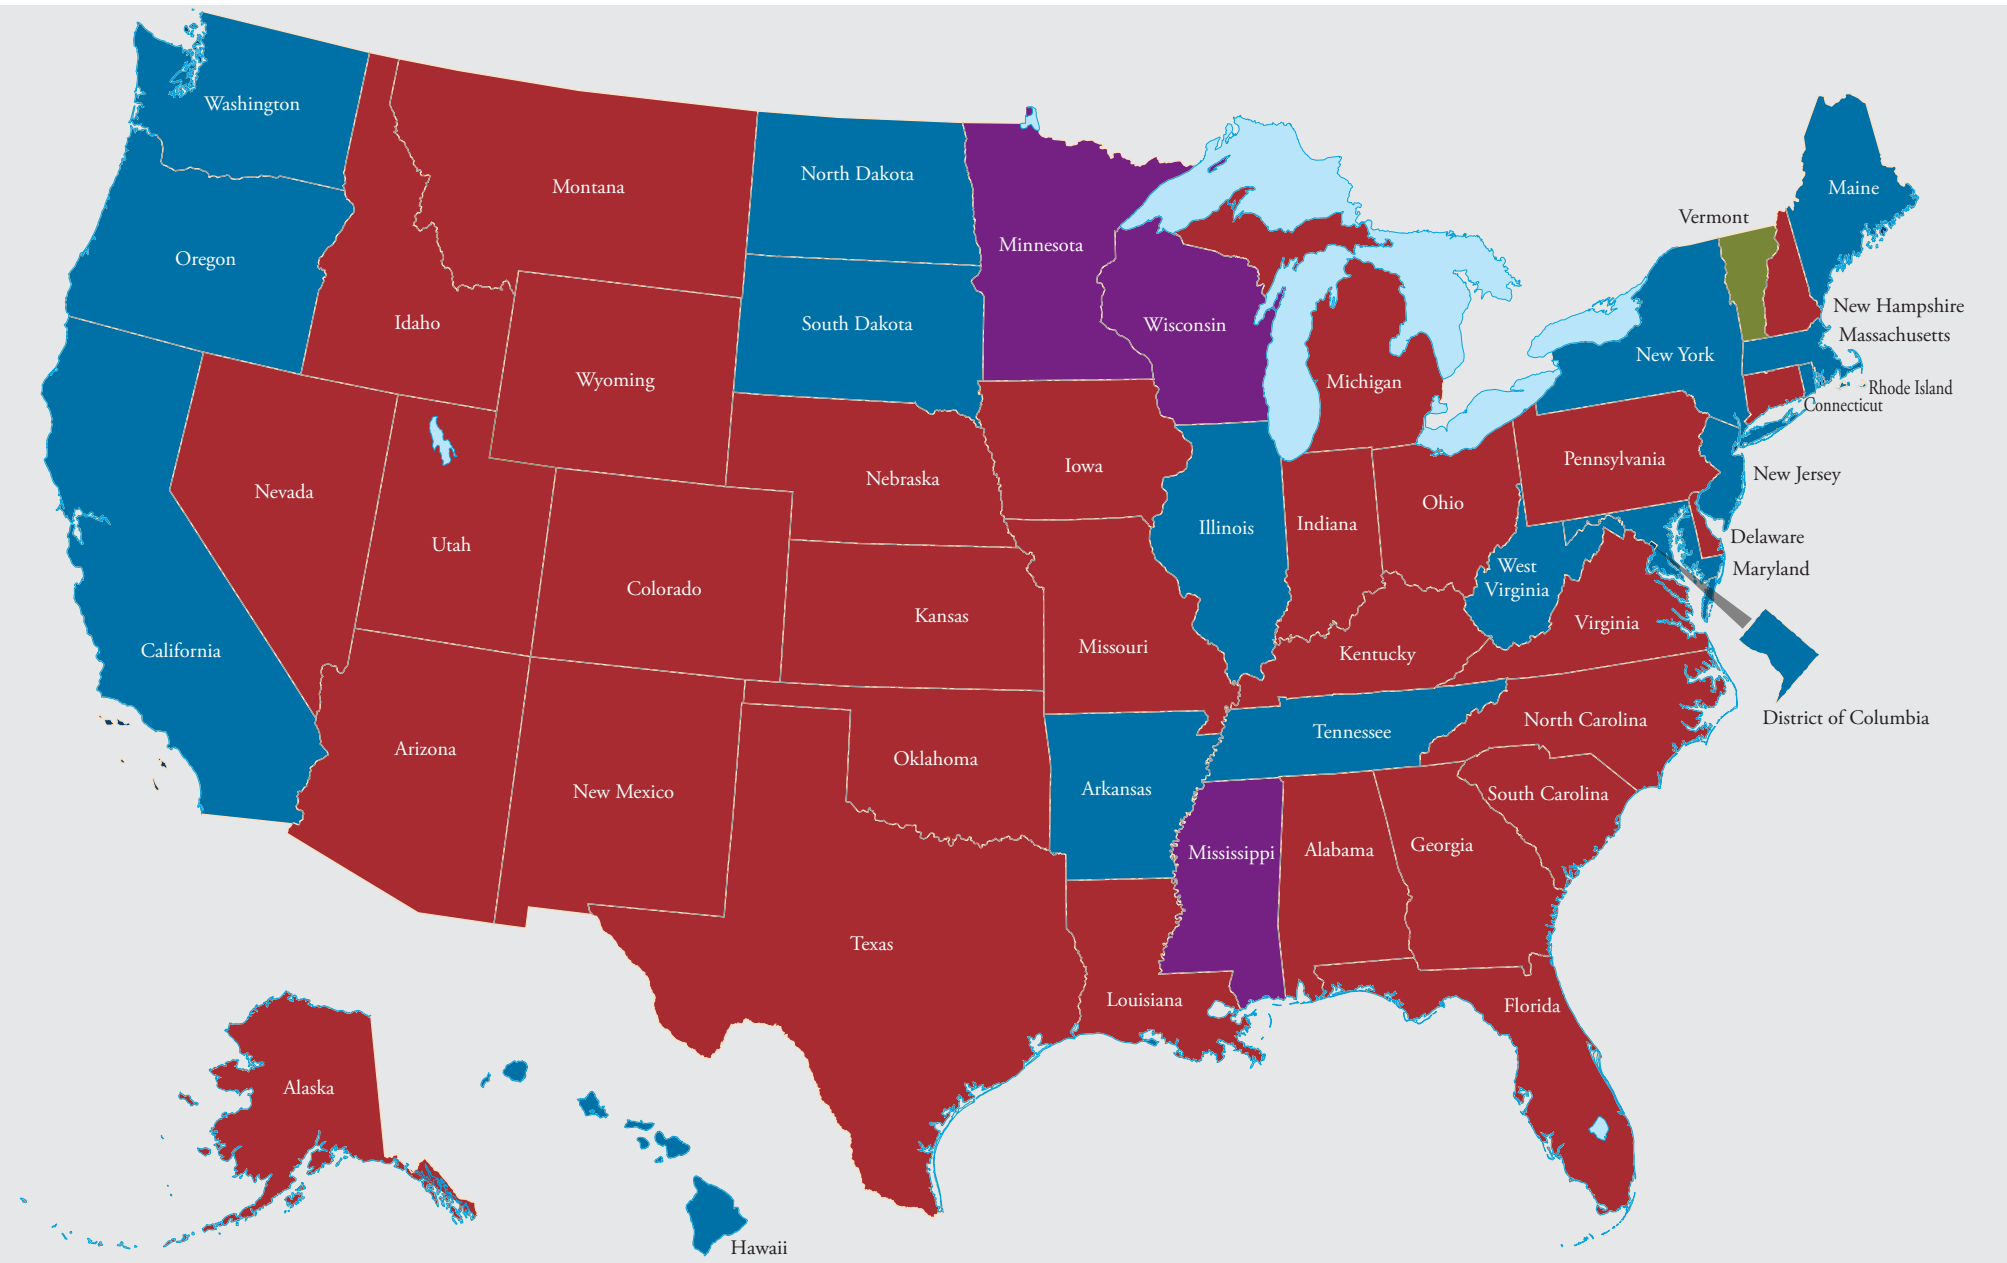 Washington
Montana
North Dakota
Minnesota
Maine
Vermont
Oregon
Idaho
South Dakota
Wisconsin
New Hampshire
Massachusetts
New York
Wyoming
Michigan
Rhode Island
Connecticut
Nevada
Nebraska
Iowa
Pennsylvania
New Jersey
Utah
Colorado
Illinois
Indiana
Ohio
Delaware
Maryland
West
Virginia
Kansas
California
Missouri
Kentucky
Virginia
District of Columbia
Arizona
New Mexico
Oklahoma
Arkansas
Tennessee
North Carolina
South Carolina
Mississippi
Alabama
Georgia
Texas
Louisiana
Florida
Alaska
Hawaii